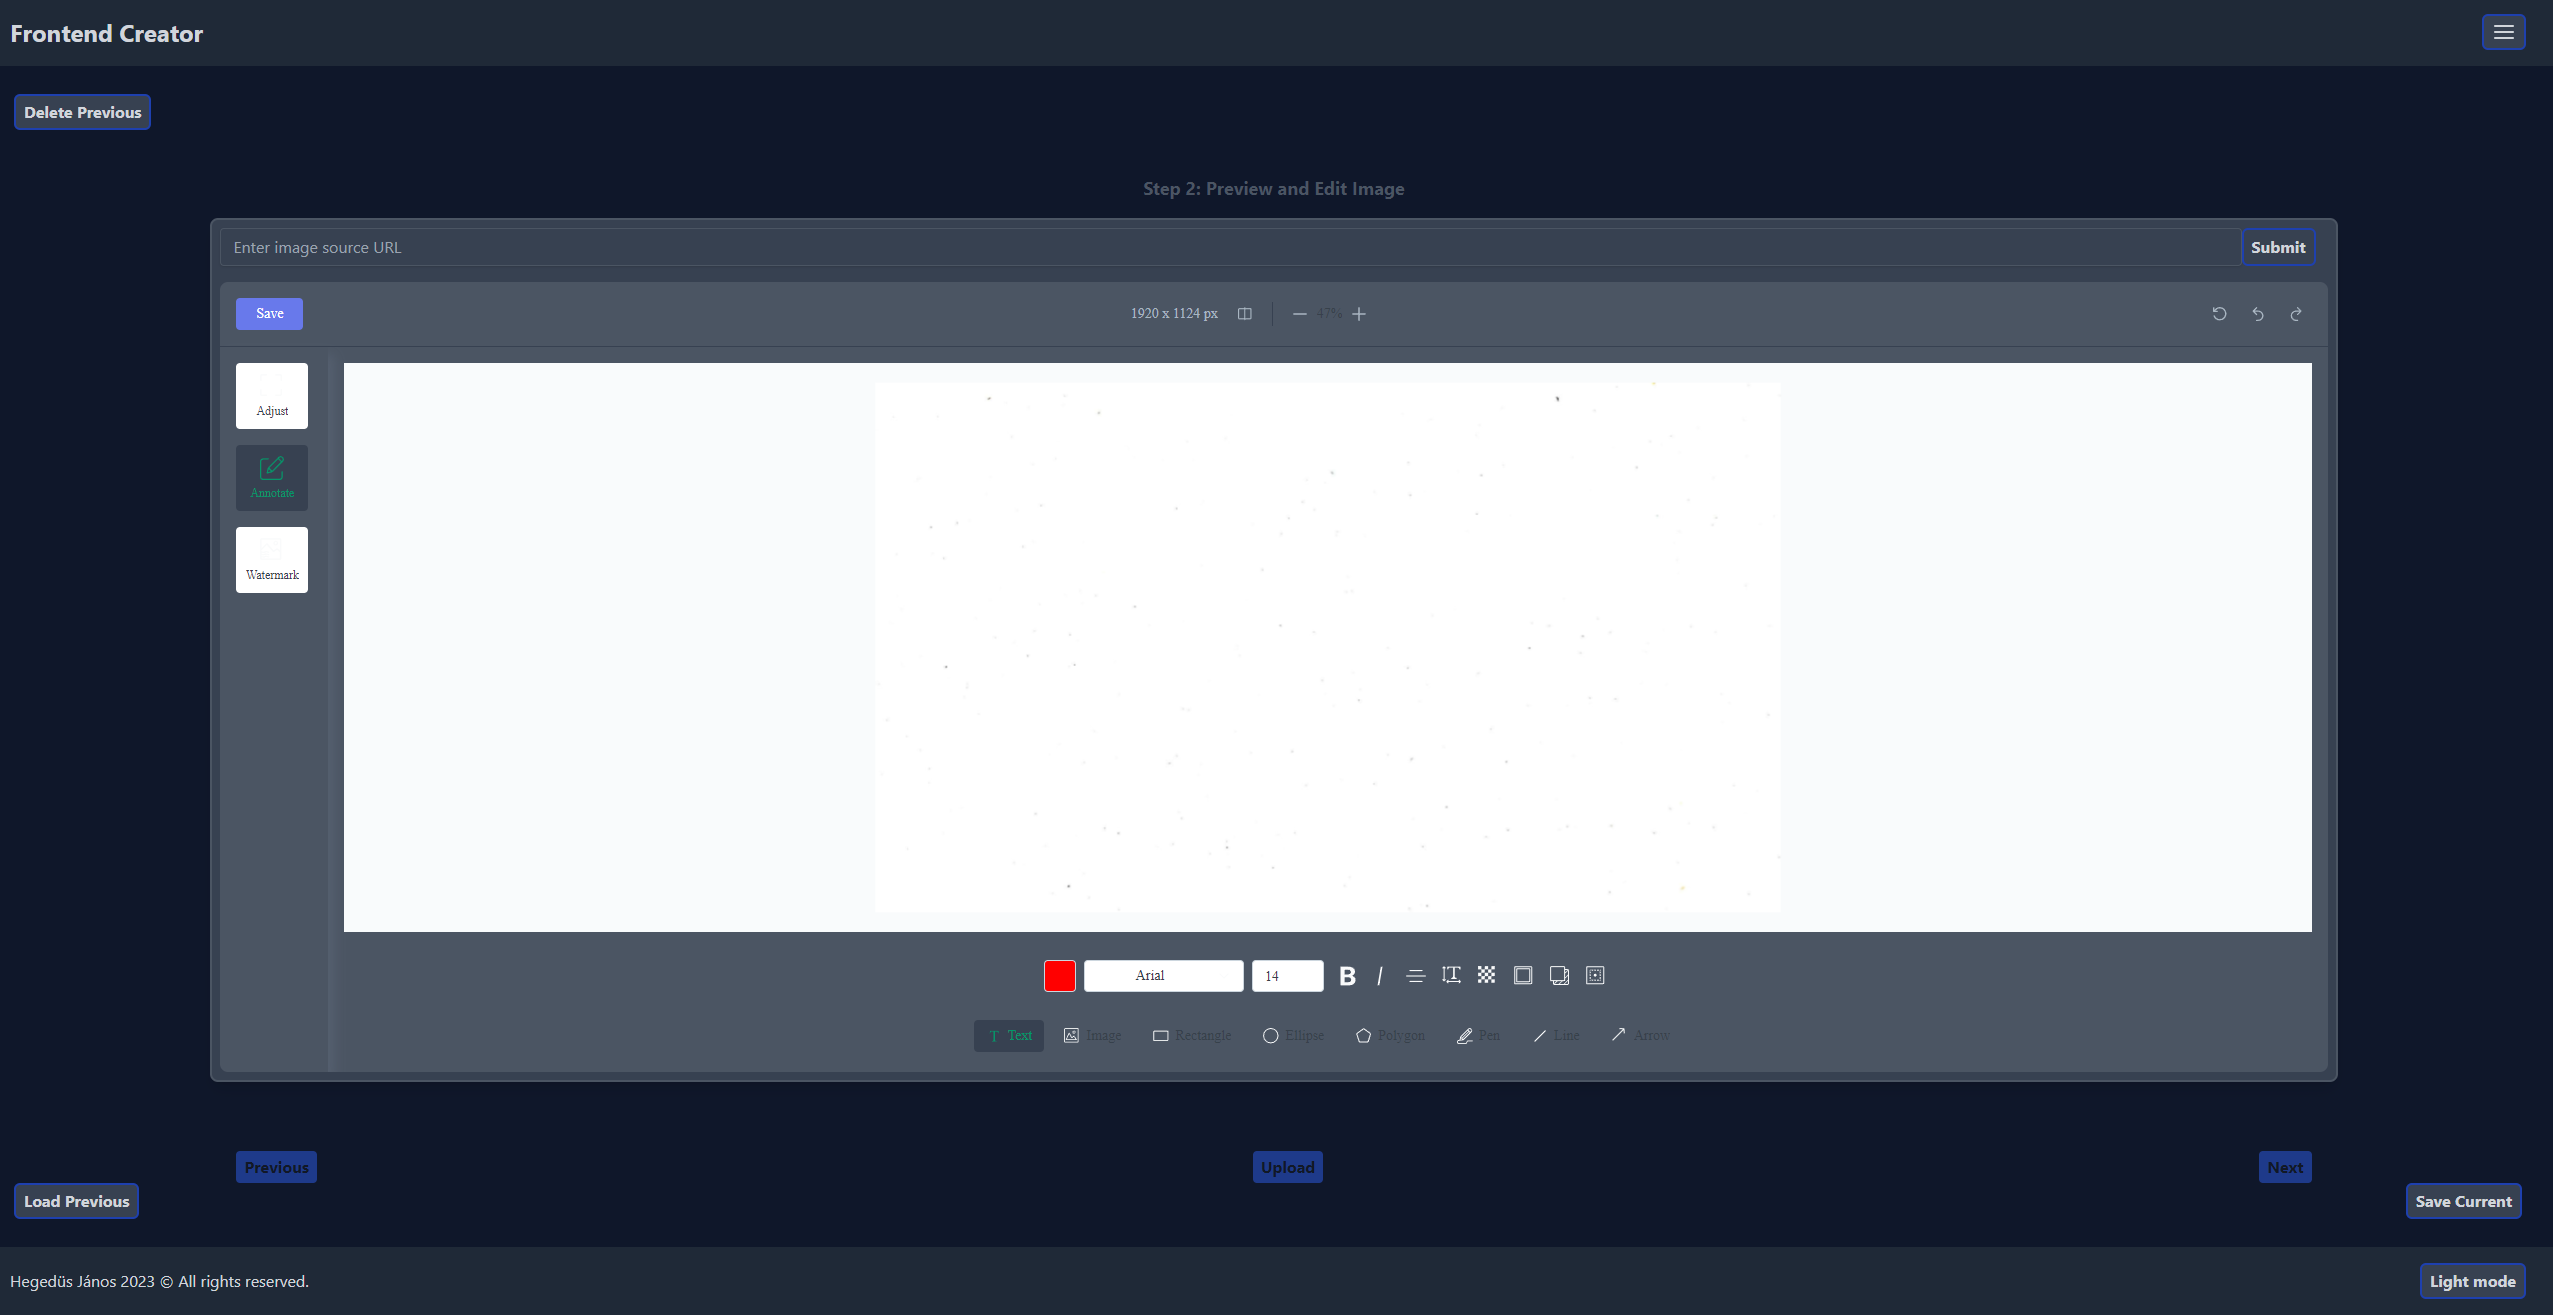 Frontend Creator
Delete Previous
Step 2: Preview and Edit Image
Enter image source URL
Submit
Save
1920 x 1124 px
47%
Adjust
Annotate
Watermark
Arial
14
B I
T Text
Image
Rectangle
Ellipse
Polygon
Pen
Line
Arrow
Previous
Upload
Next
Load Previous
Save Current
Hegedüs János 2023 © All rights reserved.
Light mode